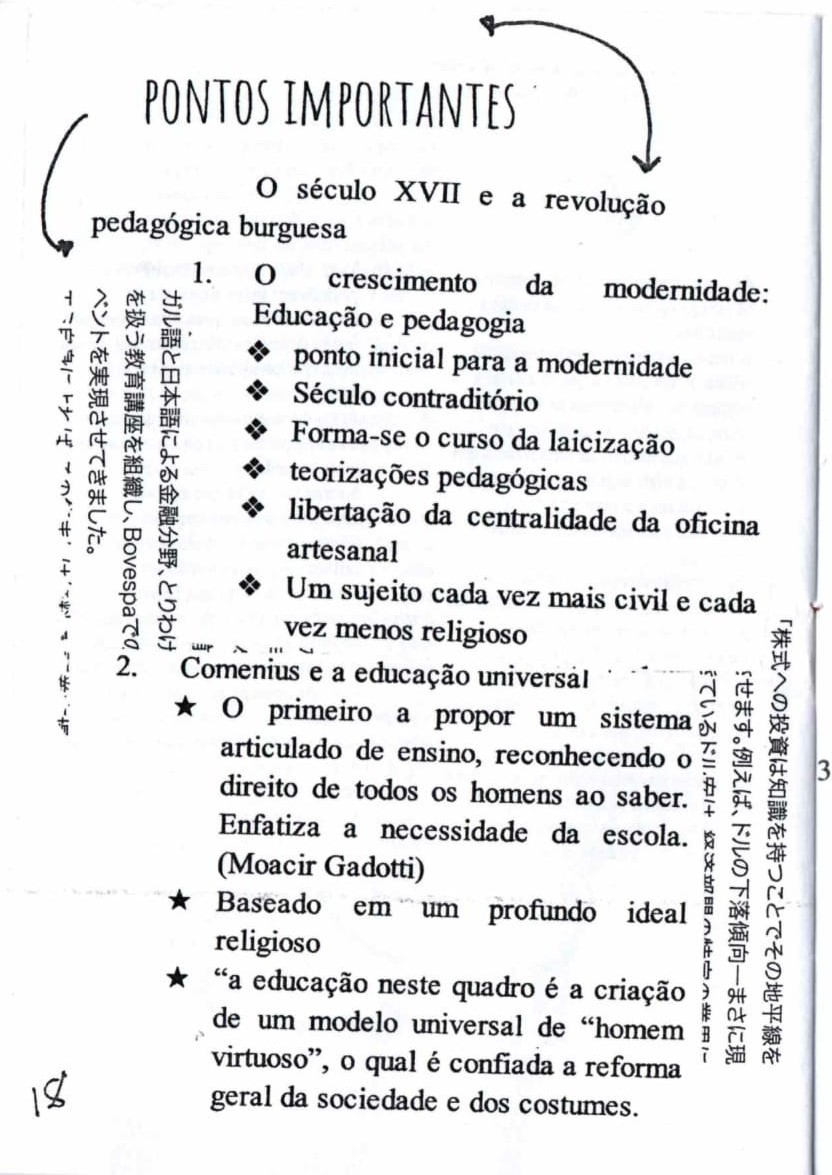 PONTOS IMPORTANTES
O século XVII e a revolução
pedagógica burguesa
1. O crescimento da modernidade:
Educação e pedagogia
❖ ponto inicial para a modernidade
❖ Século contraditório
❖ Forma-se o curso da laicização
❖ teorizações pedagógicas
❖ libertação da centralidade da oficina
artesanal
❖ Um sujeito cada vez mais civil e cada
vez menos religioso
2. Comenius e a educação universal
★ O primeiro a propor um sistema
articulado de ensino, reconhecendo o
direito de todos os homens ao saber.
Enfatiza a necessidade da escola.
(Moacir Gadotti)
★ Baseado em um profundo ideal
religioso
★ “a educação neste quadro é a criação
de um modelo universal de “homem
virtuoso”, o qual é confiada a reforma
geral da sociedade e dos costumes.
ガル語と日本語による金融分野、とりわけ
を扱う教育講座を組織し、Bovespaでの
ベントを実現させてきました。
「株式への投資は知識を持つことでその地平線を
せます。例えば、ドルの下落傾向―まさに現
ているドル
3
18